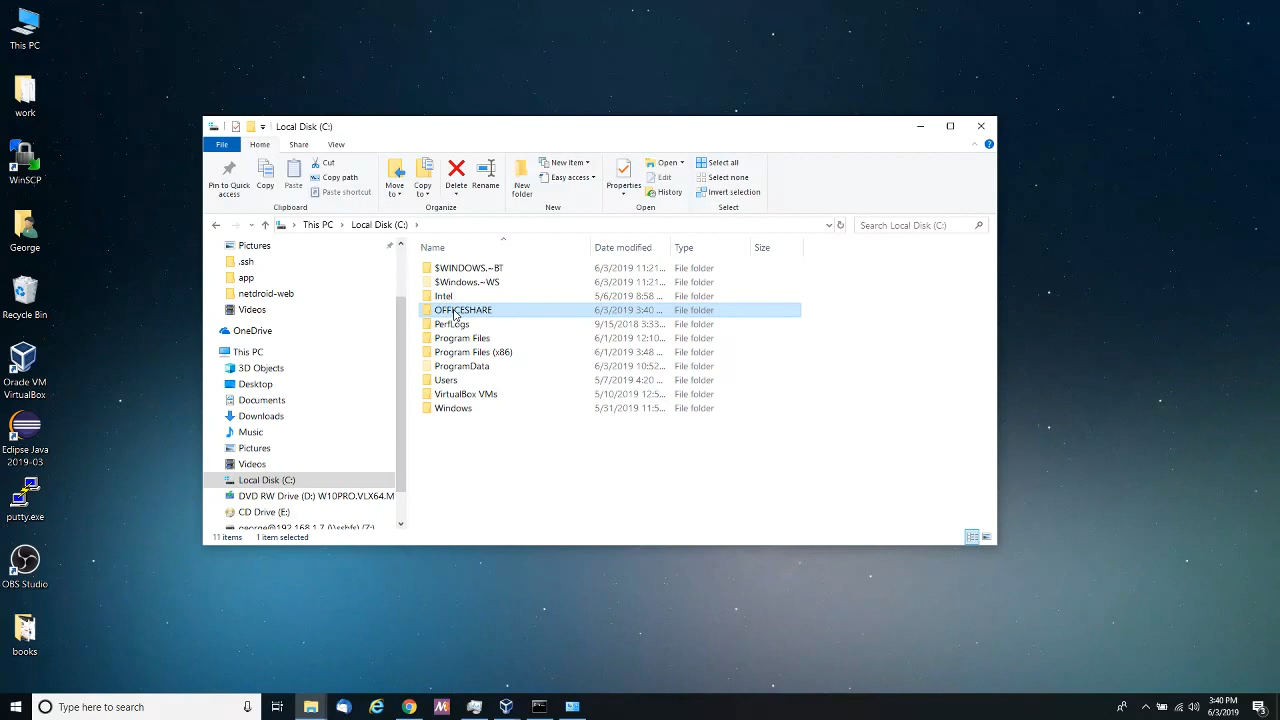 This PC
work
WinSCP
George
Recycle Bin
Oracle VM
VirtualBox
Eclipse Java
2019-03
putty.exe
OBS Studio
books
Local Disk (C:)
File
Home
Share
View
Pin to Quick
access
Copy
Paste
Cut
Copy path
Paste shortcut
Clipboard
Move
to
Copy
to
Delete
Rename
Organize
New
folder
New item
Easy access
New
Properties
Open
Edit
History
Open
Select all
Select none
Invert selection
Select
This PC
Local Disk (C:)
Search Local Disk (C:)
Pictures
.ssh
app
netdroid-web
Videos
OneDrive
This PC
3D Objects
Desktop
Documents
Downloads
Music
Pictures
Videos
Local Disk (C:)
DVD RW Drive (D:) W10PRO.VLX64.M
CD Drive (E:)
Name Date modified Type Size
$WINDOWS.~BT 6/3/2019 11:21... File folder
$Windows.~WS 6/3/2019 11:21... File folder
Intel 5/6/2019 8:58 ... File folder
OFFICESHARE 6/3/2019 3:40 ... File folder
PerfLogs 9/15/2018 3:33... File folder
Program Files 6/1/2019 12:10... File folder
Program Files (x86) 6/1/2019 3:48 ... File folder
ProgramData 6/3/2019 10:52... File folder
Users 5/7/2019 4:20 ... File folder
VirtualBox VMs 5/10/2019 12:5... File folder
Windows 5/31/2019 11:5... File folder
11 items 1 item selected
Type here to search
3:40 PM
6/3/2019